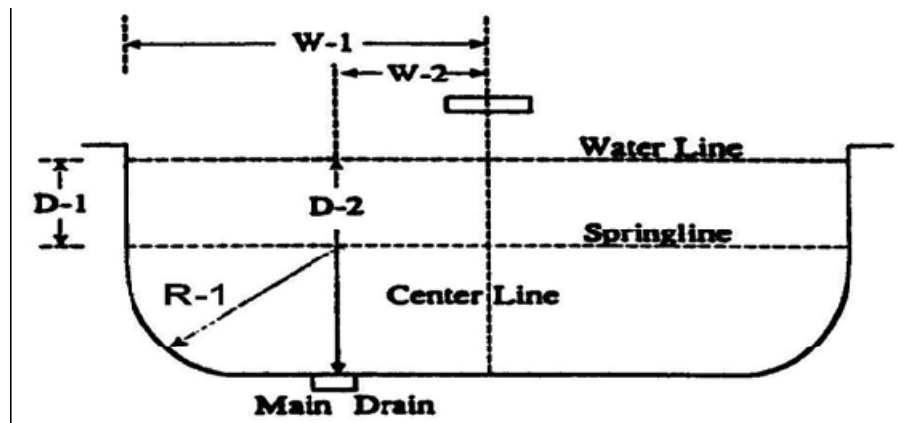 W-1
W-2
Water Line
D-1
D-2
Springline
R-1
Center Line
Main Drain